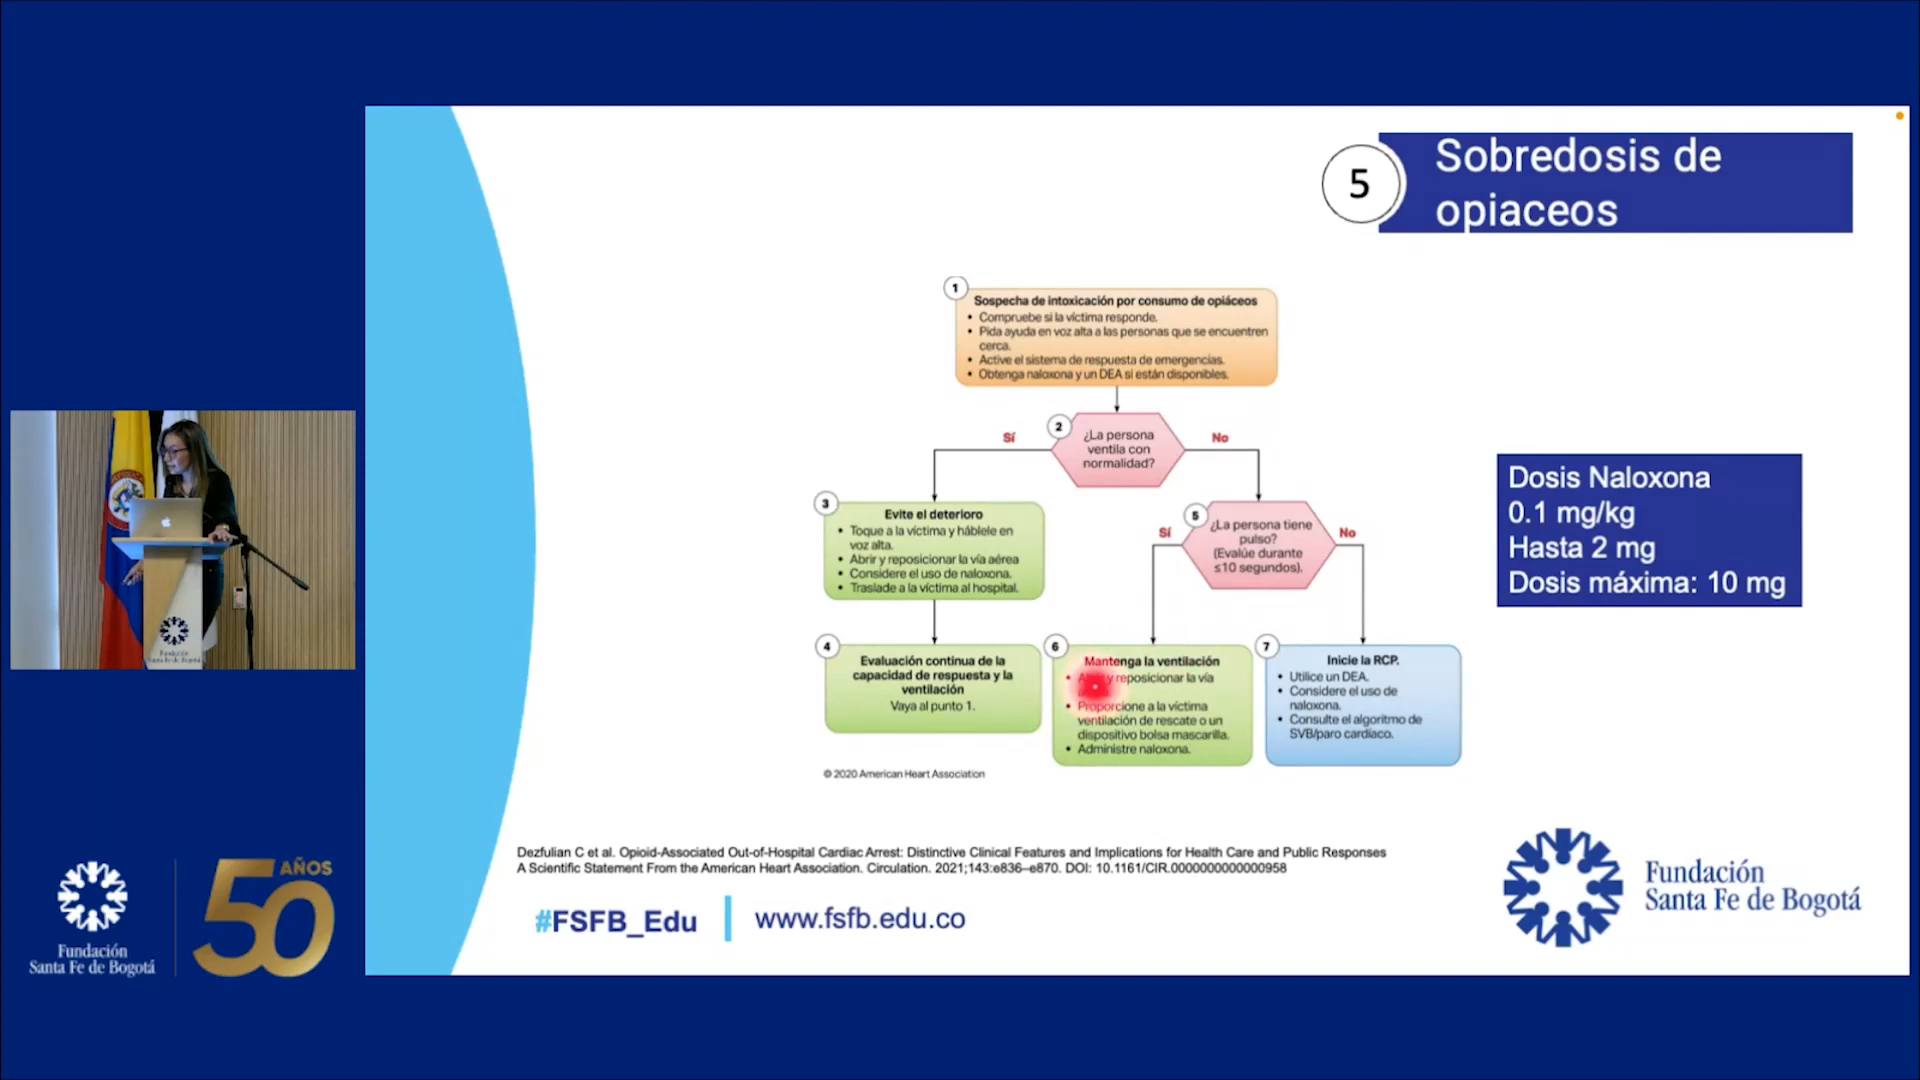 5
Sobredosis de
opiaceos
1
Sospecha de intoxicación por consumo de opiáceos
• Compruebe si la víctima responde.
• Pida ayuda en voz alta a las personas que se encuentren
cerca.
• Active el sistema de respuesta de emergencias.
• Obtenga naloxona y un DEA si están disponibles.
2
¿La persona
ventila con
normalidad?
Sí
No
3
Evite el deterioro
• Toque a la víctima y háblele en
voz alta.
• Abrir y reposicionar la vía aérea
• Considere el uso de naloxona.
• Traslade a la víctima al hospital.
5
¿La persona tiene
pulso?
(Evalúe durante
≤10 segundos).
Sí
No
4
Evaluación continua de la
capacidad de respuesta y la
ventilación
Vaya al punto 1.
6
Mantenga la ventilación
• y reposicionar la vía
• Proporcione a la víctima
ventilación de rescate o un
dispositivo bolsa mascarilla.
• Administre naloxona.
7
Inicie la RCP.
• Utilice un DEA.
• Considere el uso de
naloxona.
• Consulte el algoritmo de
SVB/paro cardíaco.
© 2020 American Heart Association
Dosis Naloxona
0.1 mg/kg
Hasta 2 mg
Dosis máxima: 10 mg
Dezfulian C et al. Opioid-Associated Out-of-Hospital Cardiac Arrest: Distinctive Clinical Features and Implications for Health Care and Public Responses
A Scientific Statement From the American Heart Association. Circulation. 2021;143:e836–e870. DOI: 10.1161/CIR.0000000000000958
#FSFB_Edu
www.fsfb.edu.co
Fundación
Santa Fe de Bogotá
Fundación
Santa Fe de Bogotá
Fundación
Santa Fe de Bogotá
50 AÑOS